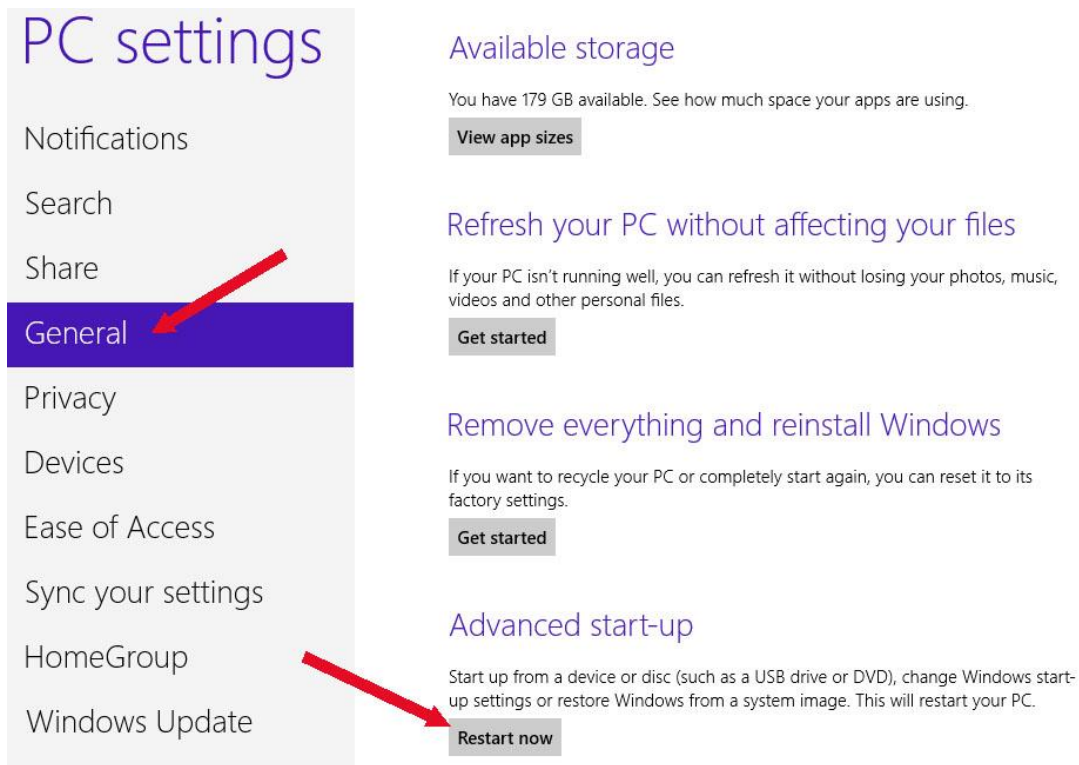 PC settings
Notifications
Search
Share
General
Privacy
Devices
Ease of Access
Sync your settings
HomeGroup
Windows Update
Available storage
You have 179 GB available. See how much space your apps are using.
View app sizes
Refresh your PC without affecting your files
If your PC isn't running well, you can refresh it without losing your photos, music,
videos and other personal files.
Get started
Remove everything and reinstall Windows
If you want to recycle your PC or completely start again, you can reset it to its
factory settings.
Get started
Advanced start-up
Start up from a device or disc (such as a USB drive or DVD), change Windows start-
up settings or restore Windows from a system image. This will restart your PC.
Restart now